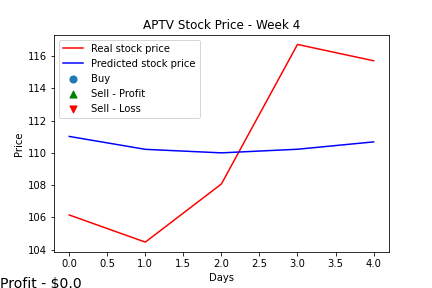 APTV Stock Price - Week 4
Real stock price
Predicted stock price
Buy
Sell - Profit
Sell - Loss
116
114
112
110
108
106
104
Price
0.0 0.5 1.0 1.5 2.0 2.5 3.0 3.5 4.0
Days
Profit - $0.0